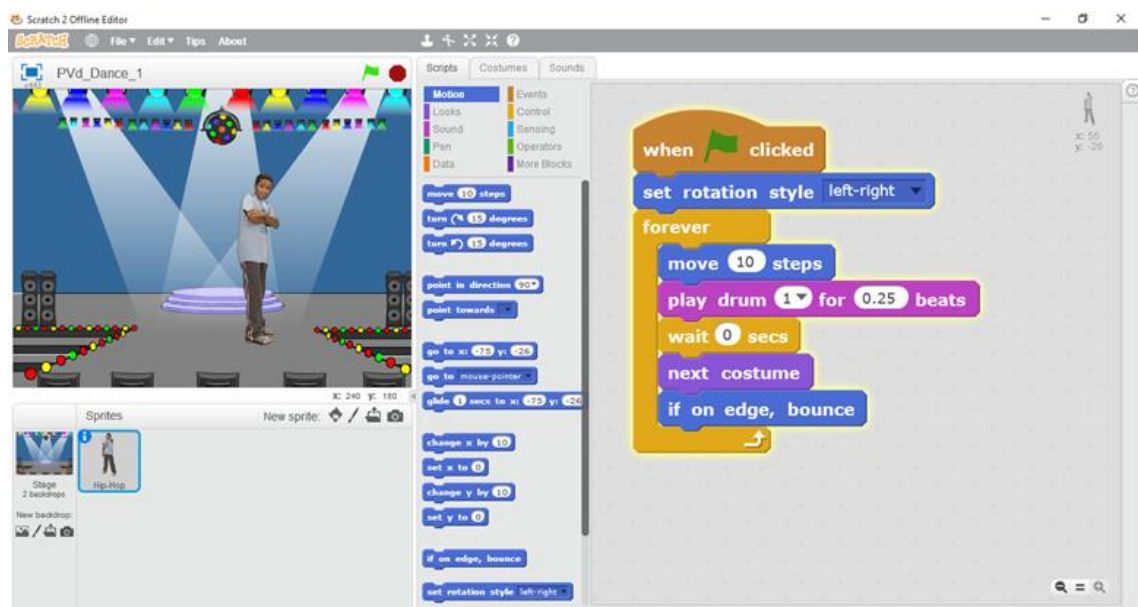 Scratch 2 Offline Editor
SCRATCH File Edit Tips About
PVd_Dance_1
X: 240 y: 180
Sprites New sprite:
Stage
2 backdrops
New backdrop:
Hip-Hop
Scripts Costumes Sounds
Motion Events
Looks Control
Sound Sensing
Pen Operators
Data More Blocks
move 10 steps
turn 15 degrees
turn 15 degrees
point in direction 90
point towards
go to x: -75 y: -26
go to mouse-pointer
glide 1 secs to x: -75 y: -26
change x by 10
set x to 0
change y by 10
set y to 0
if on edge, bounce
set rotation style left-right
when clicked
set rotation style left-right
forever
move 10 steps
play drum 1 for 0.25 beats
wait 0 secs
next costume
if on edge, bounce
x: 55
y: -26